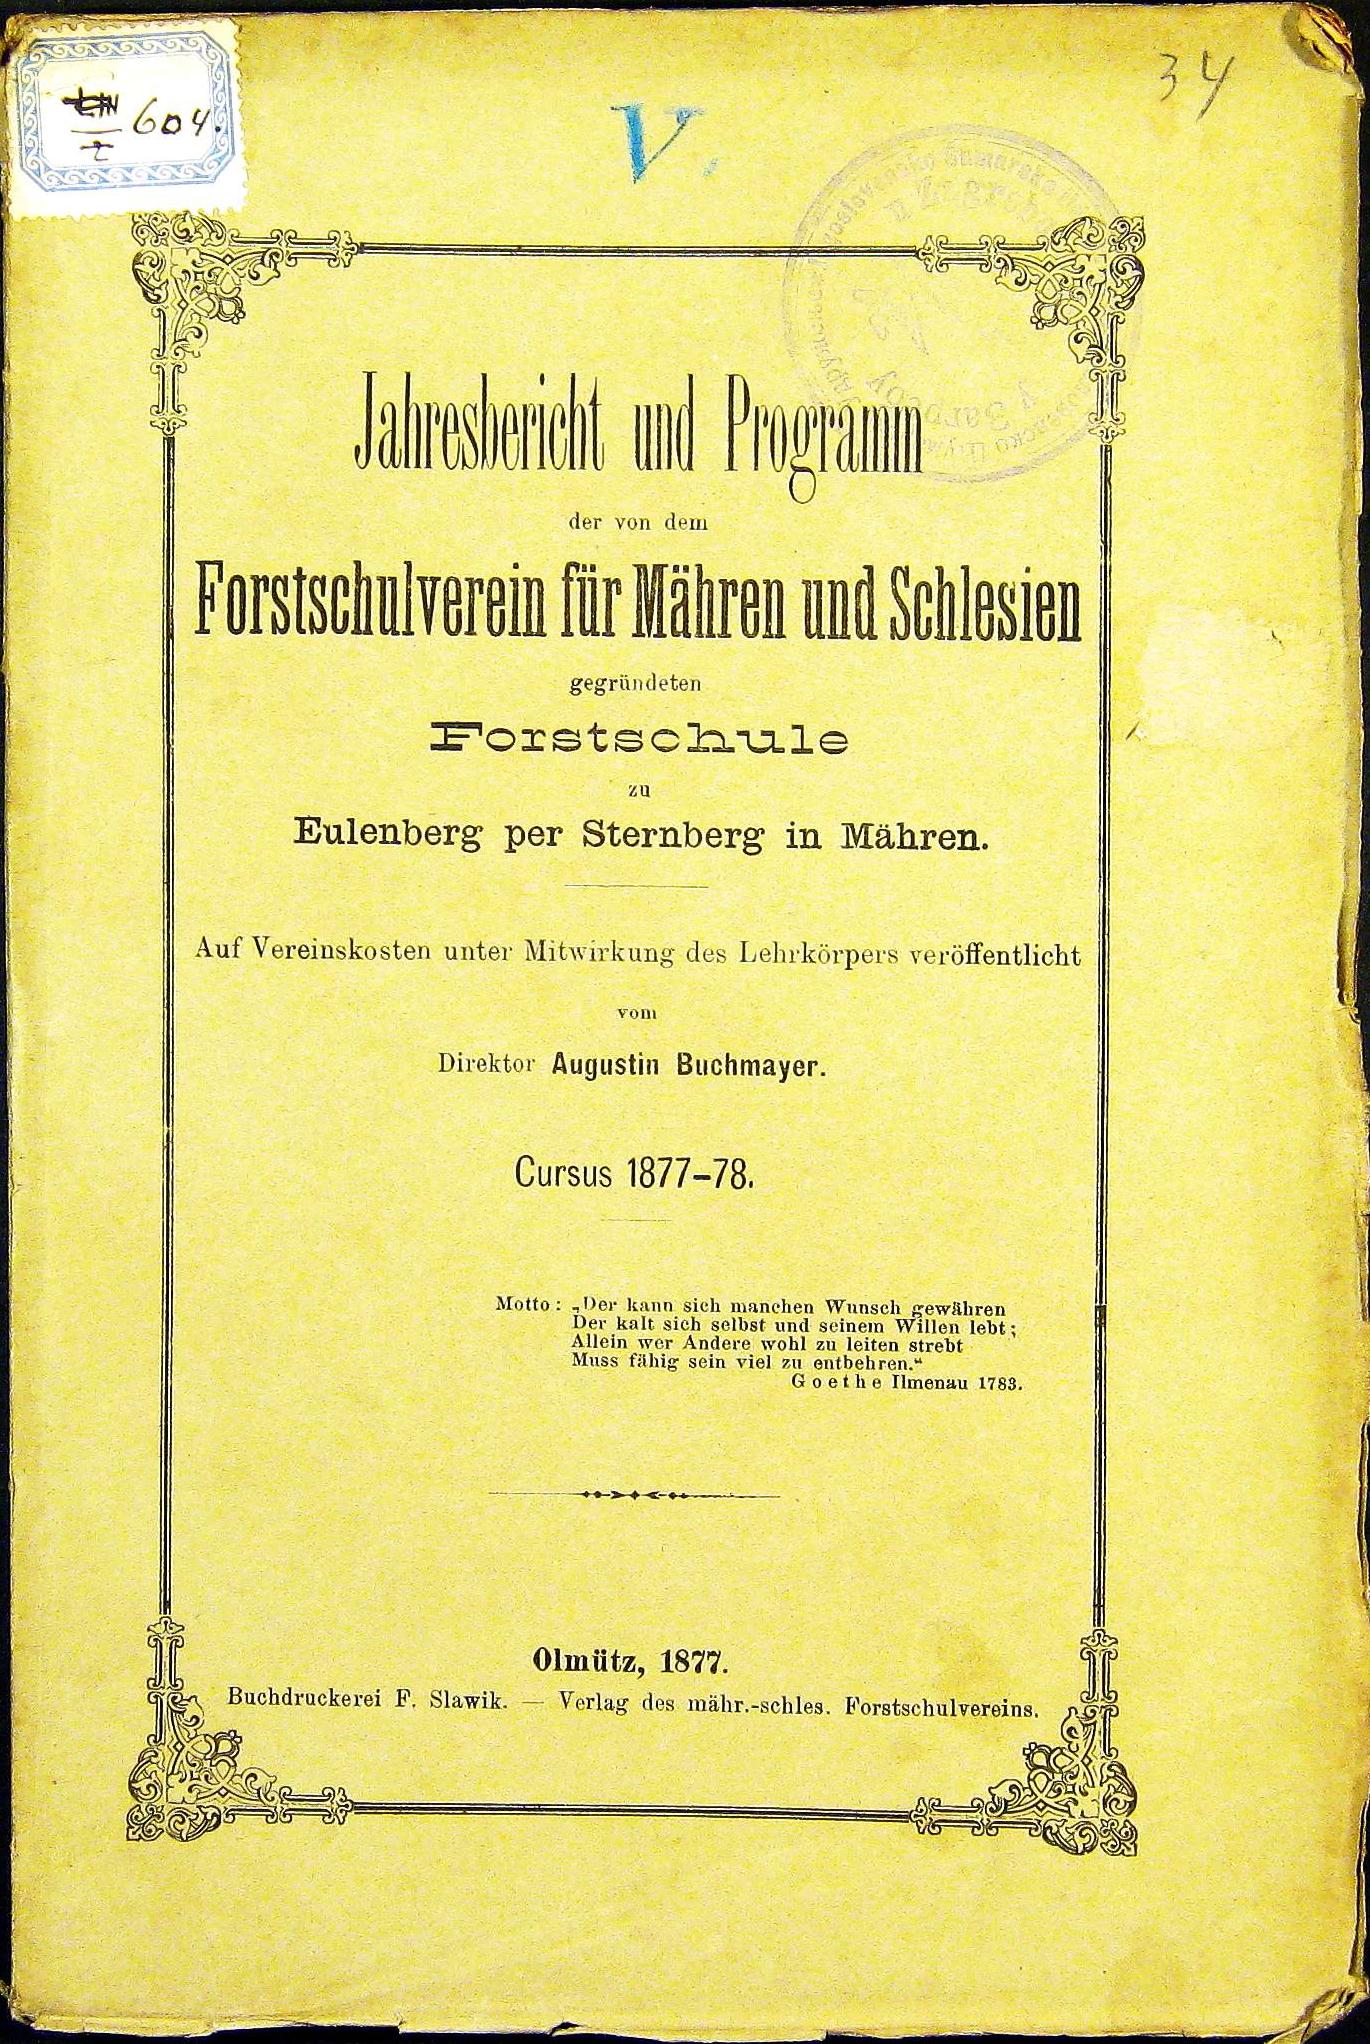 604.
34
V.
Jahresbericht und Programm
der von dem
Forstschulverein für Mähren und Schlesien
gegründeten
Forstschule
zu
Eulenberg per Sternberg in Mähren.
Auf Vereinskosten unter Mitwirkung des Lehrkörpers veröffentlicht
vom
Direktor Augustin Buchmayer.
Cursus 1877–78.
Motto: „Der kann sich manchen Wunsch gewähren
Der kalt sich selbst und seinem Willen lebt;
Allein wer Andere wohl zu leiten strebt
Muss fähig sein viel zu entbehren.“
Goethe Ilmenau 1783.
Olmütz, 1877.
Buchdruckerei F. Slawik. — Verlag des mähr.-schles. Forstschulvereins.